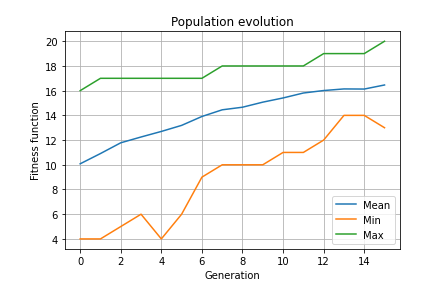 Population evolution
20
18
16
14
12
10
8
6
4
Fitness function
0 2 4 6 8 10 12 14
Generation
Mean
Min
Max